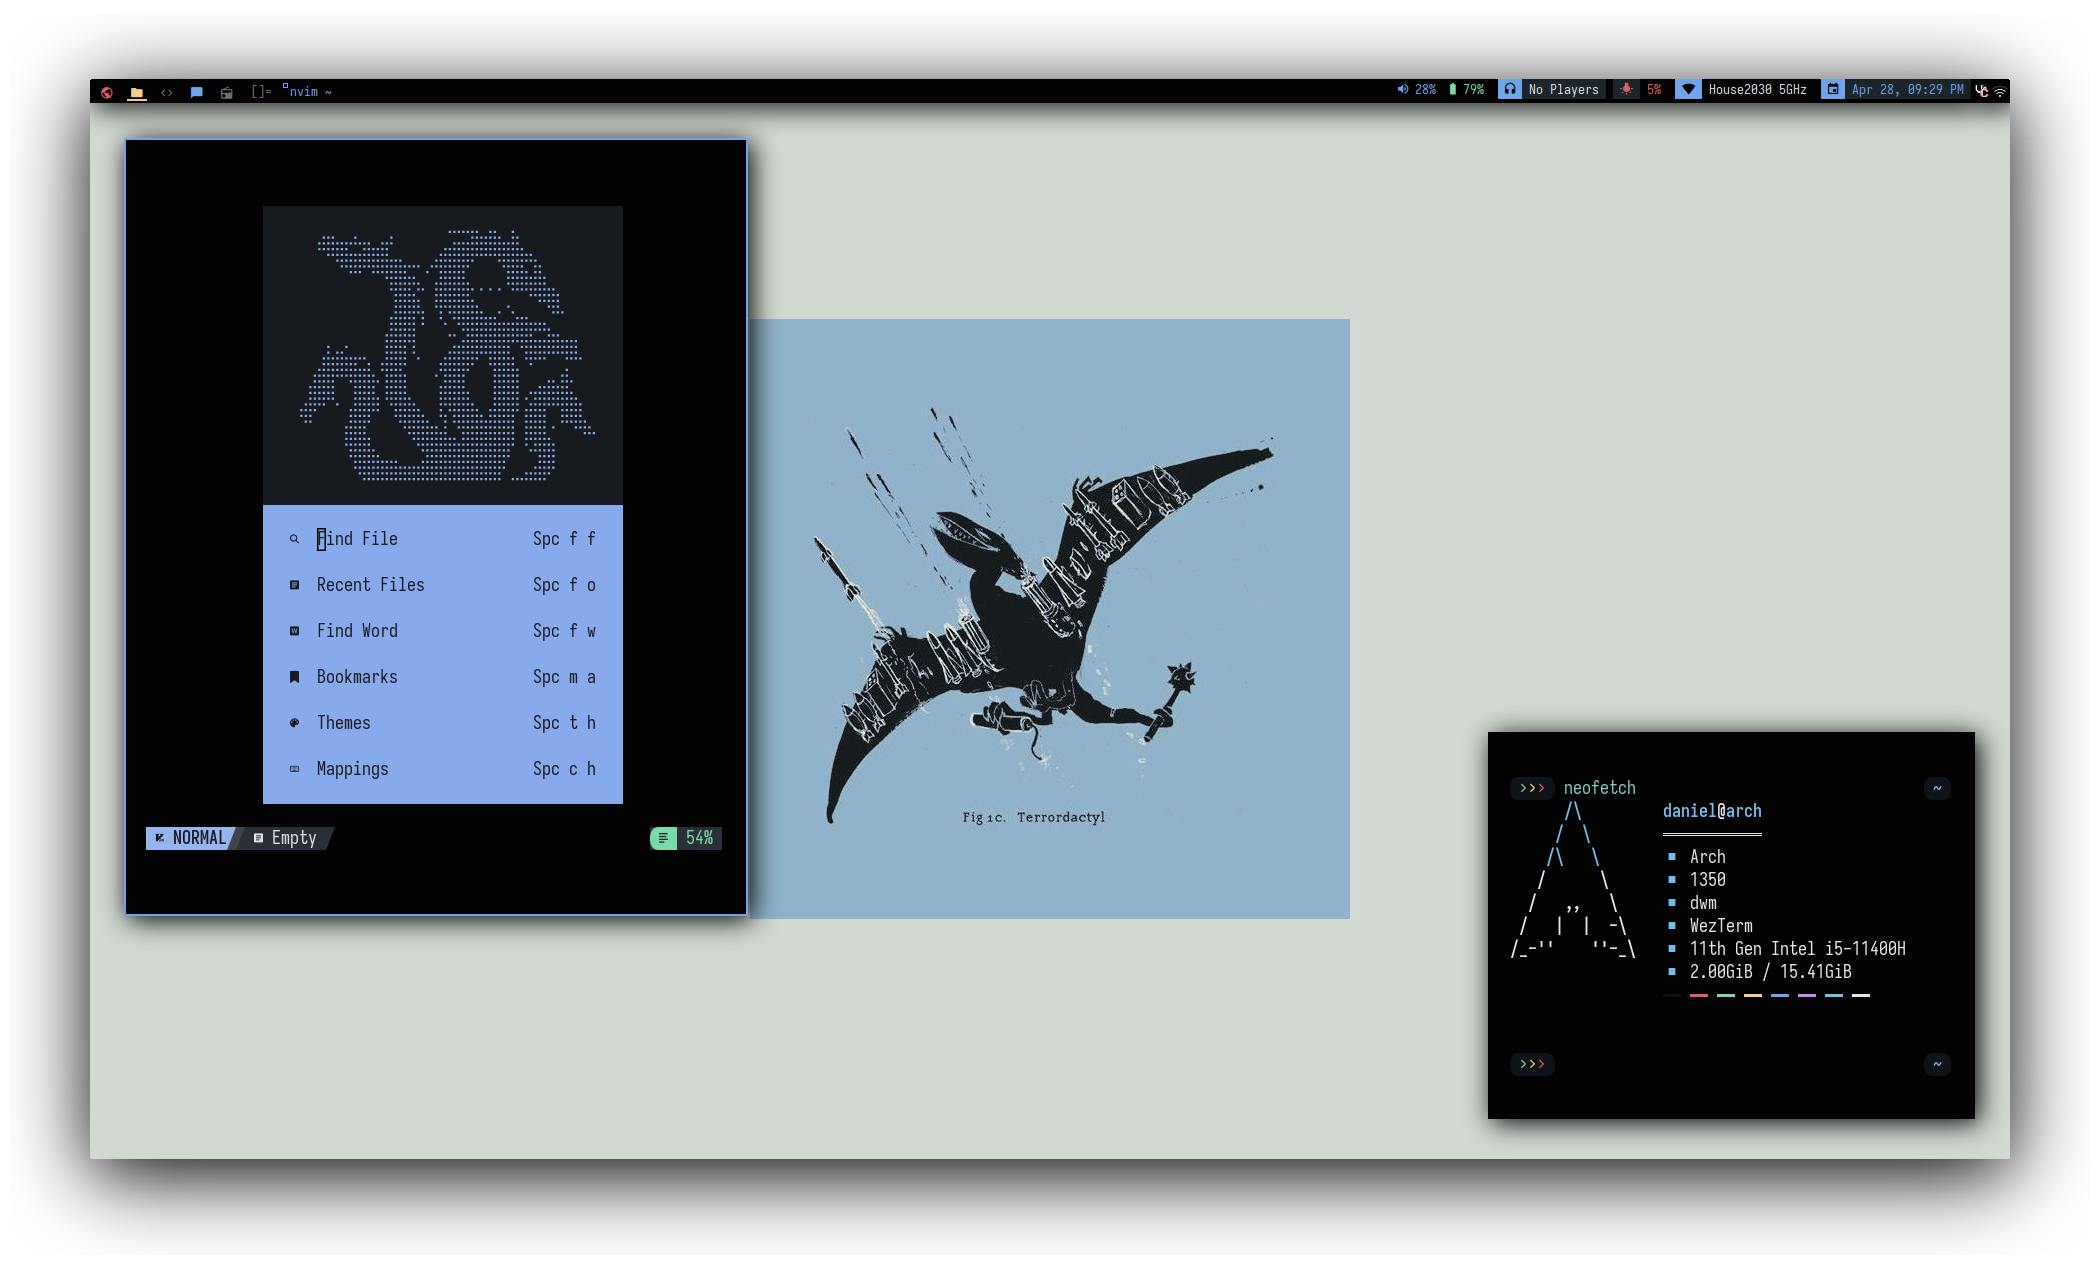 []= nvim ~ 28% 79% No Players 5% House2030 5GHz Apr 28, 09:29 PM
Find File Spc f f
Recent Files Spc f o
Find Word Spc f w
Bookmarks Spc m a
Themes Spc t h
Mappings Spc c h
NORMAL Empty 54%
Fig 1c. Terrordactyl
>>> neofetch ~
daniel@arch
Arch
1350
dwm
WezTerm
11th Gen Intel i5-11400H
2.00GiB / 15.41GiB
>>> ~